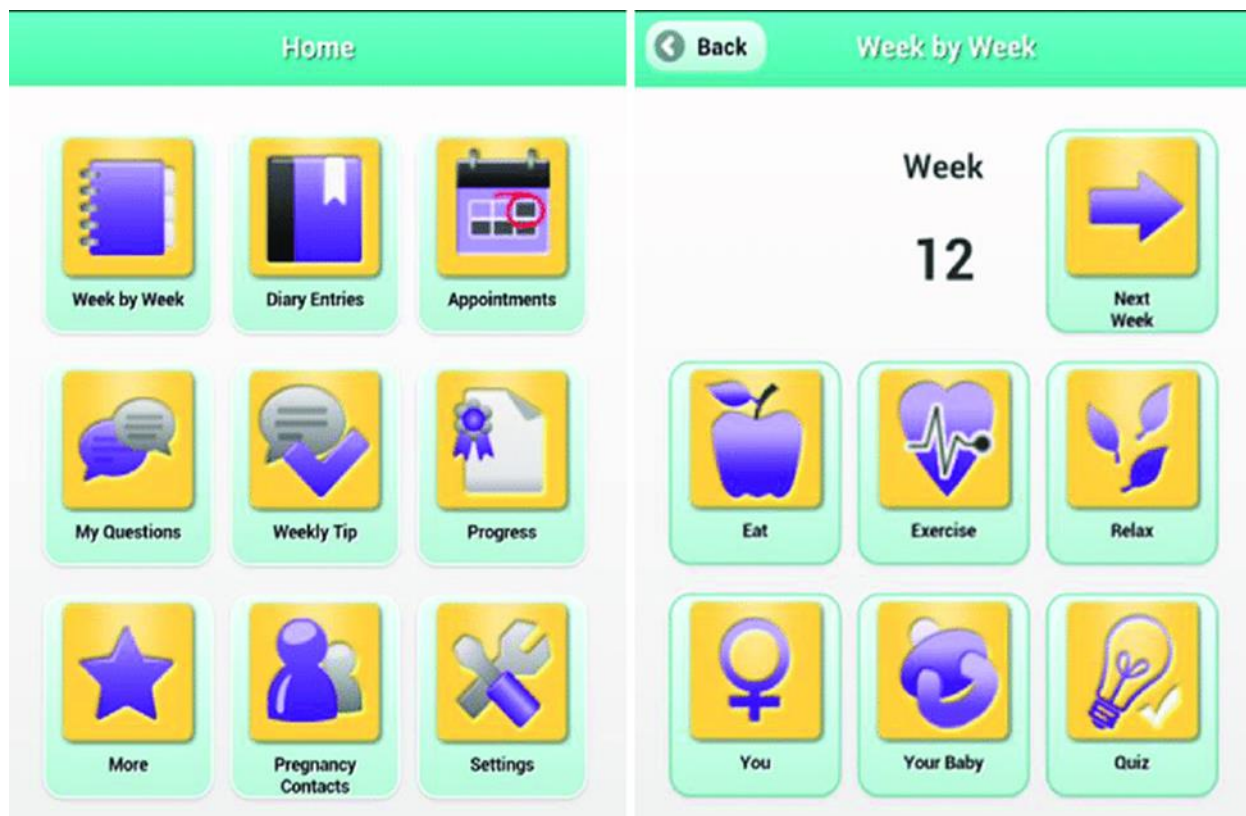 Home
Week by Week
Diary Entries
Appointments
My Questions
Weekly Tip
Progress
More
Pregnancy
Contacts
Settings
Back
Week by Week
Week
12
Next
Week
Eat
Exercise
Relax
You
Your Baby
Quiz